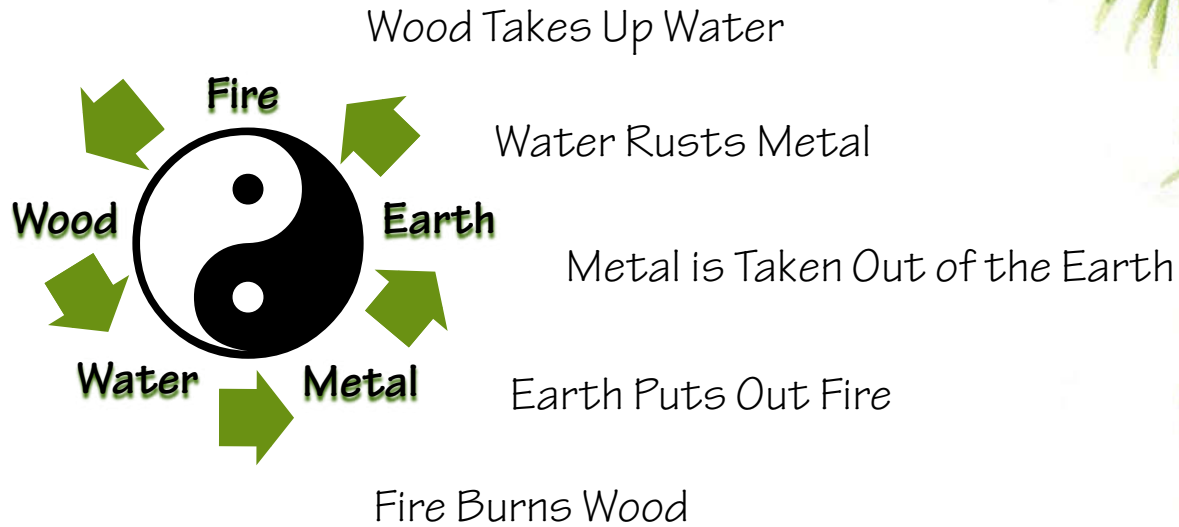 Wood Takes Up Water
Fire
Water Rusts Metal
Wood
Earth
Metal is Taken Out of the Earth
Water
Metal
Earth Puts Out Fire
Fire Burns Wood